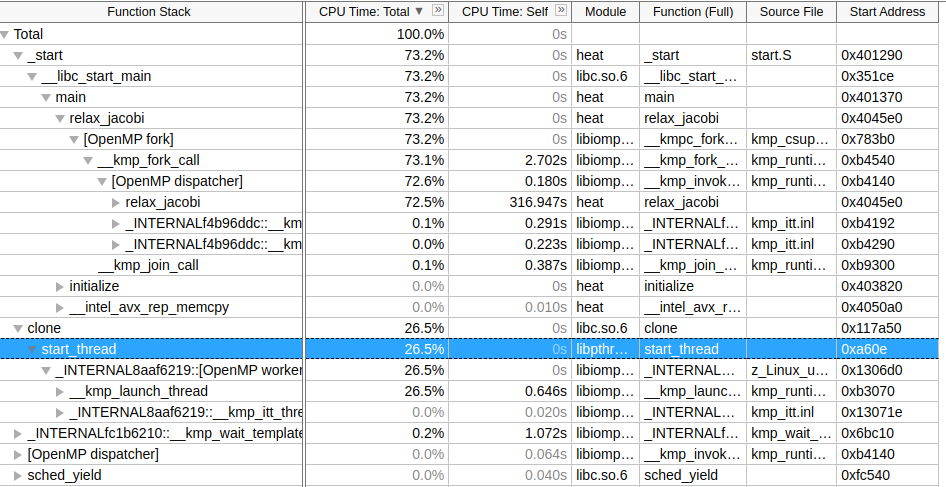 Function Stack CPU Time: Total ▼ » CPU Time: Self » Module Function (Full) Source File Start Address
Total 100.0% 0s
_start 73.2% 0s heat _start start.S 0x401290
__libc_start_main 73.2% 0s libc.so.6 __libc_start_... 0x351ce
main 73.2% 0s heat main 0x401370
relax_jacobi 73.2% 0s heat relax_jacobi 0x4045e0
[OpenMP fork] 73.2% 0s libiomp... __kmpc_fork... kmp_csup... 0x783b0
__kmp_fork_call 73.1% 2.702s libiomp... __kmp_fork_... kmp_runti... 0xb4540
[OpenMP dispatcher] 72.6% 0.180s libiomp... __kmp_invok... kmp_runti... 0xb4140
relax_jacobi 72.5% 316.947s heat relax_jacobi 0x4045e0
_INTERNALf4b96ddc::__km 0.1% 0.291s libiomp... _INTERNALf... kmp_itt.inl 0xb4192
_INTERNALf4b96ddc::__km 0.0% 0.223s libiomp... _INTERNALf... kmp_itt.inl 0xb4290
__kmp_join_call 0.1% 0.387s libiomp... __kmp_join_... kmp_runti... 0xb9300
initialize 0.0% 0s heat initialize 0x403820
__intel_avx_rep_memcpy 0.0% 0.010s heat __intel_avx_r... 0x4050a0
clone 26.5% 0s libc.so.6 clone 0x117a50
start_thread 26.5% 0s libpthr... start_thread 0xa60e
_INTERNAL8aaf6219::[OpenMP worker 26.5% 0s libiomp... _INTERNAL... z_Linux_u... 0x1306d0
__kmp_launch_thread 26.5% 0.646s libiomp... __kmp_launc... kmp_runti... 0xb3070
_INTERNAL8aaf6219::__kmp_itt_thre 0.0% 0.020s libiomp... _INTERNAL... kmp_itt.inl 0x13071e
_INTERNALfc1b6210::__kmp_wait_template 0.2% 1.072s libiomp... _INTERNALf... kmp_wait_... 0x6bc10
[OpenMP dispatcher] 0.0% 0.064s libiomp... __kmp_invok... kmp_runti... 0xb4140
sched_yield 0.0% 0.040s libc.so.6 sched_yield 0xfc540